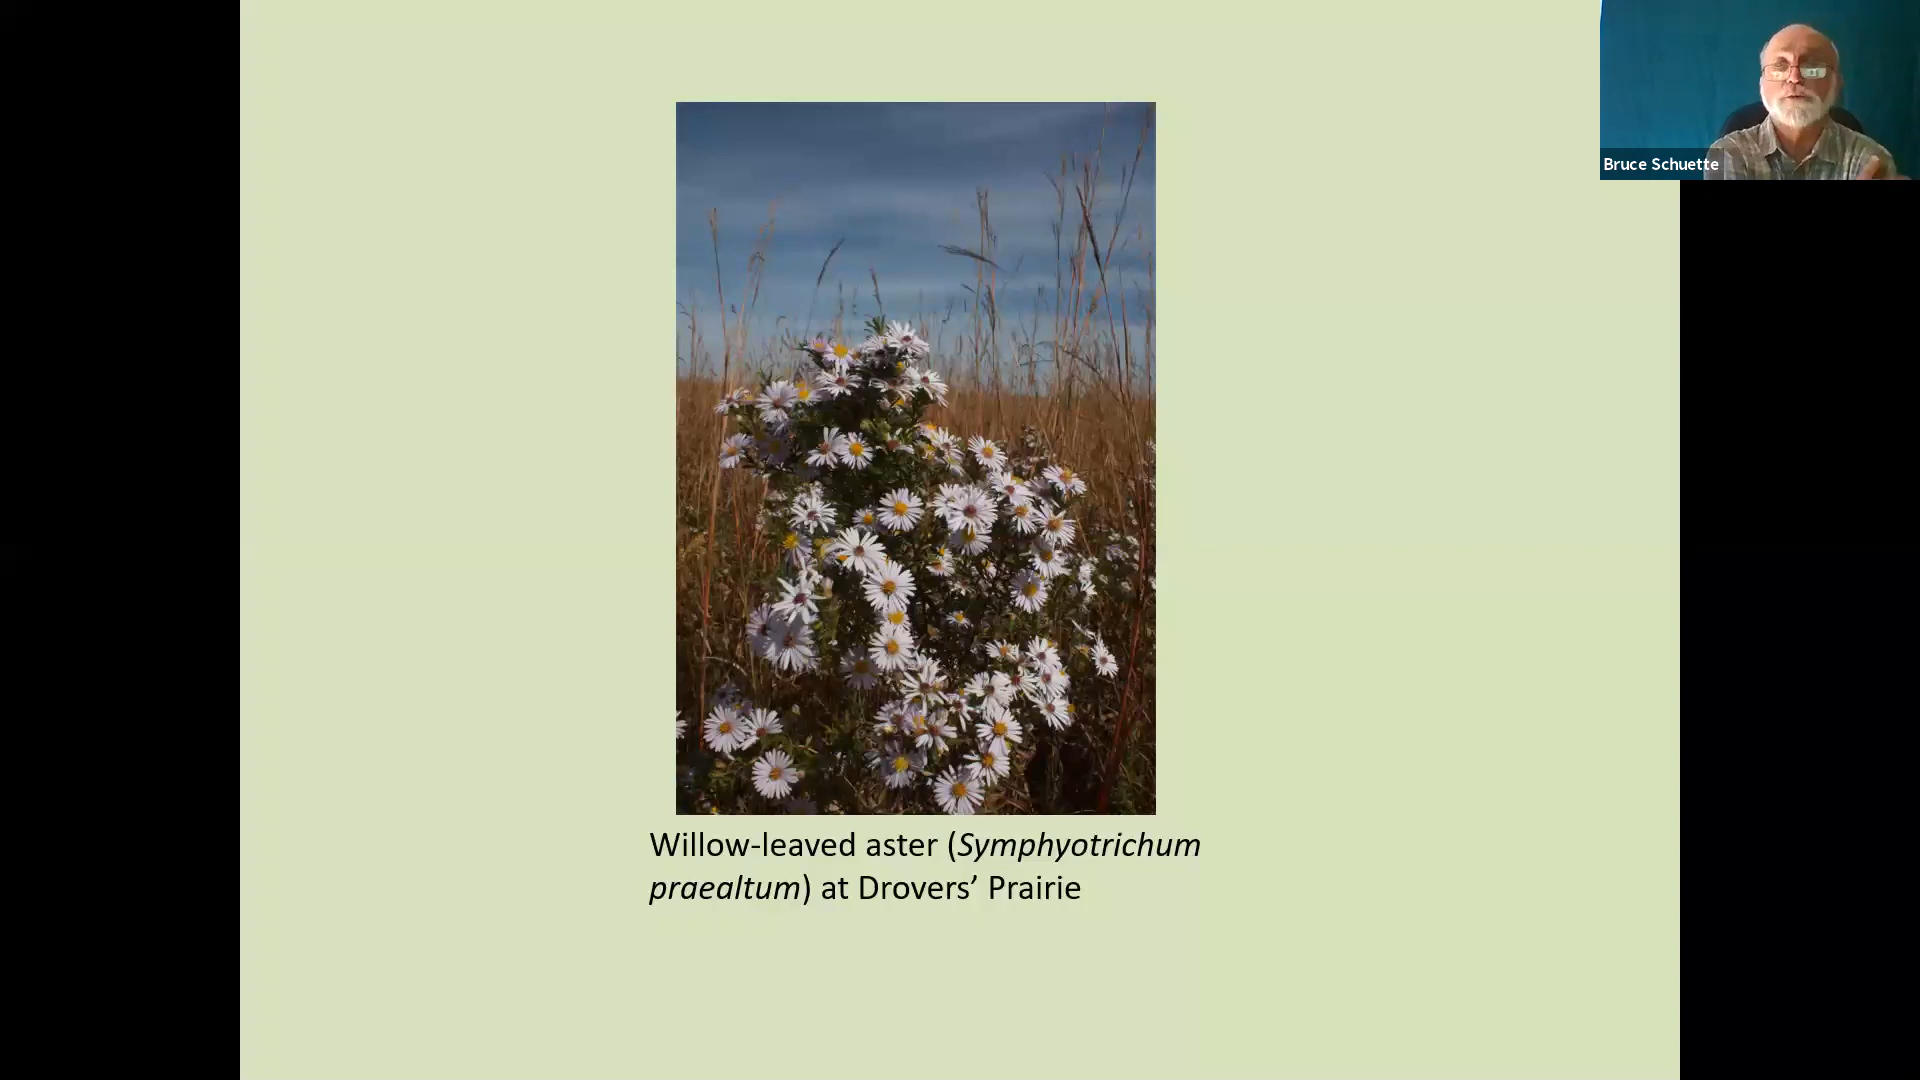 Bruce Schuette
Willow-leaved aster (Symphyotrichum
praealtum) at Drovers’ Prairie